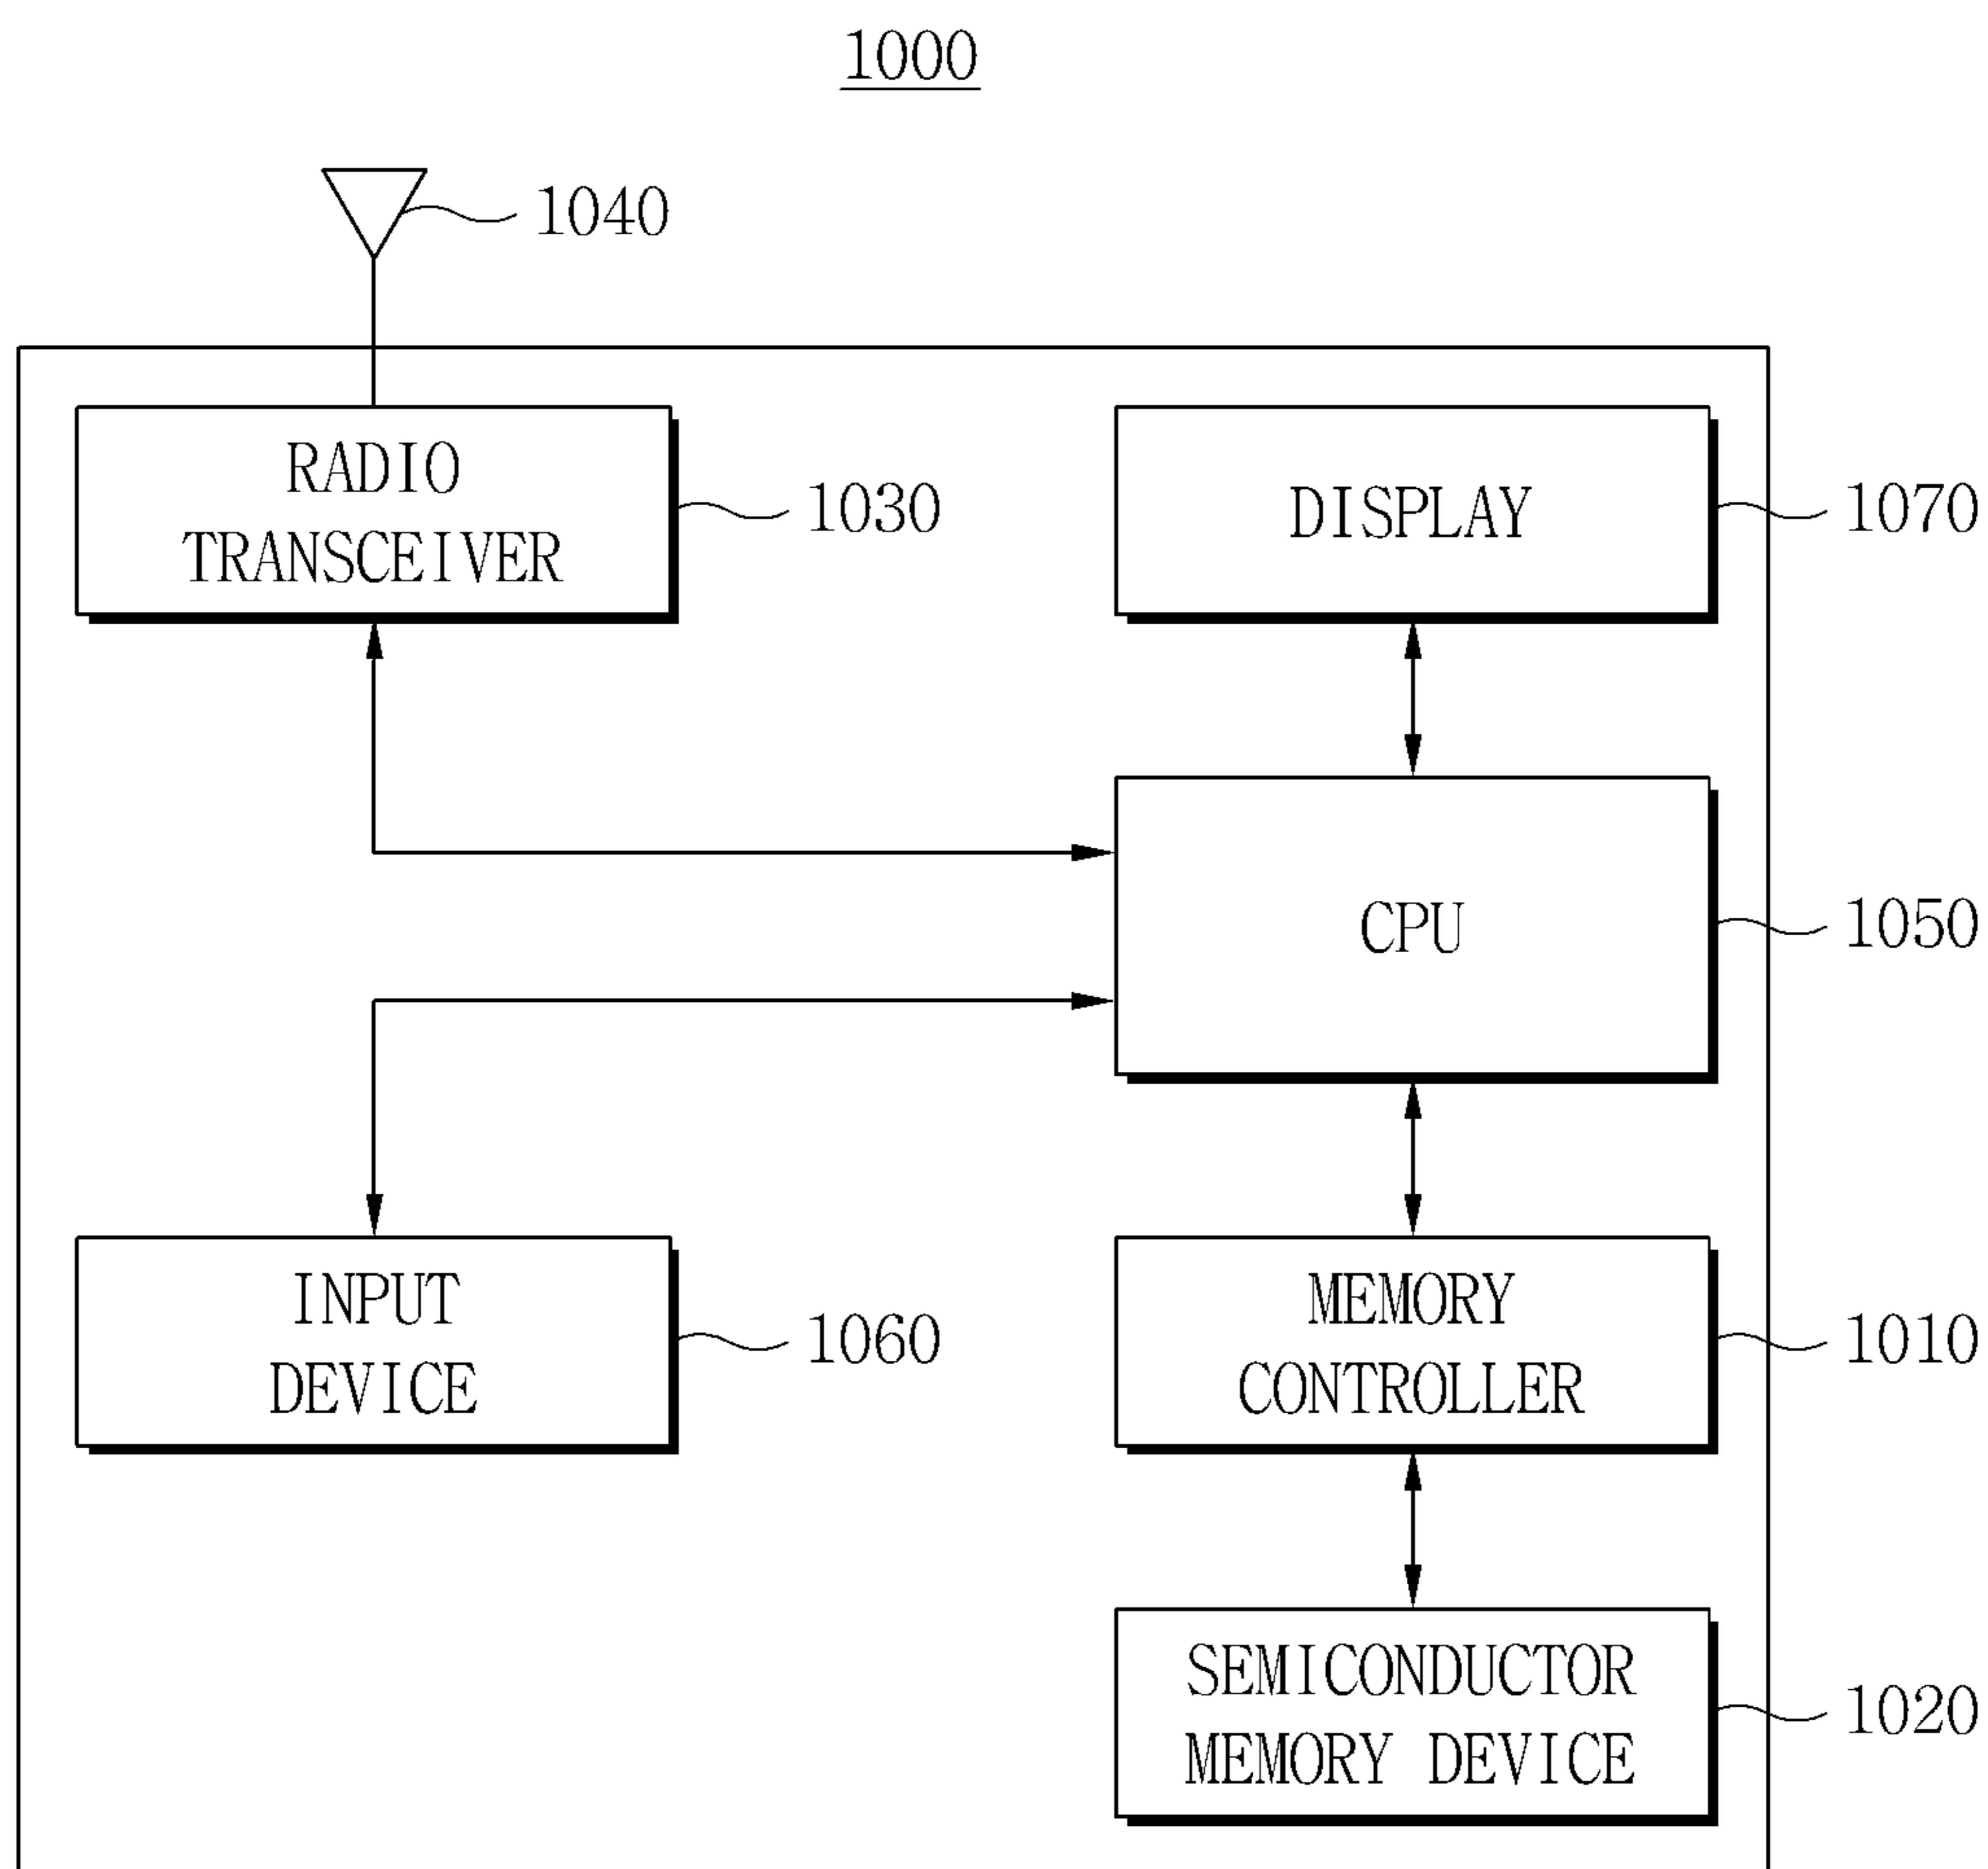 1000
1040
RADIO
TRANSCEIVER
1030
DISPLAY
1070
CPU
1050
INPUT
DEVICE
1060
MEMORY
CONTROLLER
1010
SEMICONDUCTOR
MEMORY DEVICE
1020